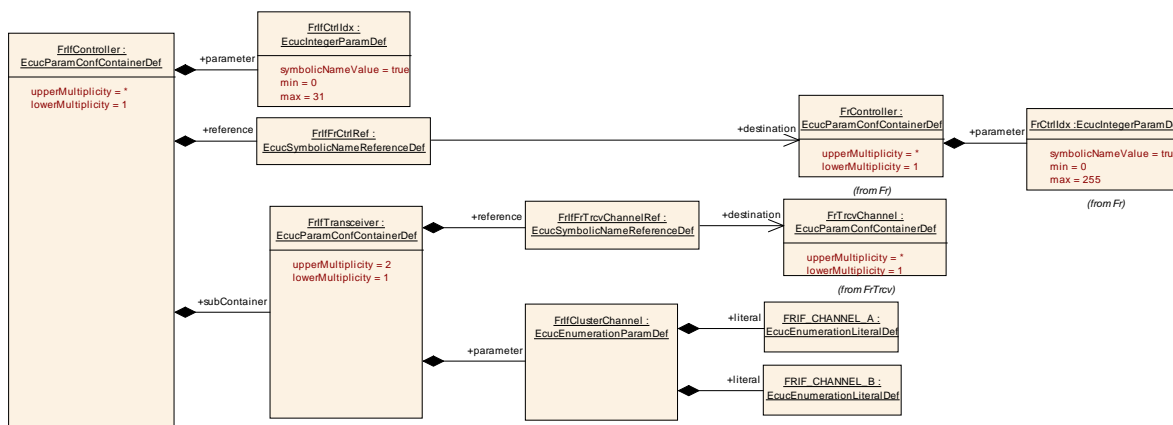 FrIfController :
EcucParamConfContainerDef
upperMultiplicity = *
lowerMultiplicity = 1
+parameter
FrIfCtrlIdx :
EcucIntegerParamDef
symbolicNameValue = true
min = 0
max = 31
+reference
FrIfFrCtrlRef :
EcucSymbolicNameReferenceDef
+destination
FrController :
EcucParamConfContainerDef
upperMultiplicity = *
lowerMultiplicity = 1
(from Fr)
+parameter
FrCtrlIdx :EcucIntegerParamDe
symbolicNameValue = true
min = 0
max = 255
(from Fr)
+subContainer
FrIfTransceiver :
EcucParamConfContainerDef
upperMultiplicity = 2
lowerMultiplicity = 1
+reference
FrIfFrTrcvChannelRef :
EcucSymbolicNameReferenceDef
+destination
FrTrcvChannel :
EcucParamConfContainerDef
upperMultiplicity = *
lowerMultiplicity = 1
(from FrTrcv)
+parameter
FrIfClusterChannel :
EcucEnumerationParamDef
+literal
FRIF_CHANNEL_A :
EcucEnumerationLiteralDef
+literal
FRIF_CHANNEL_B :
EcucEnumerationLiteralDef